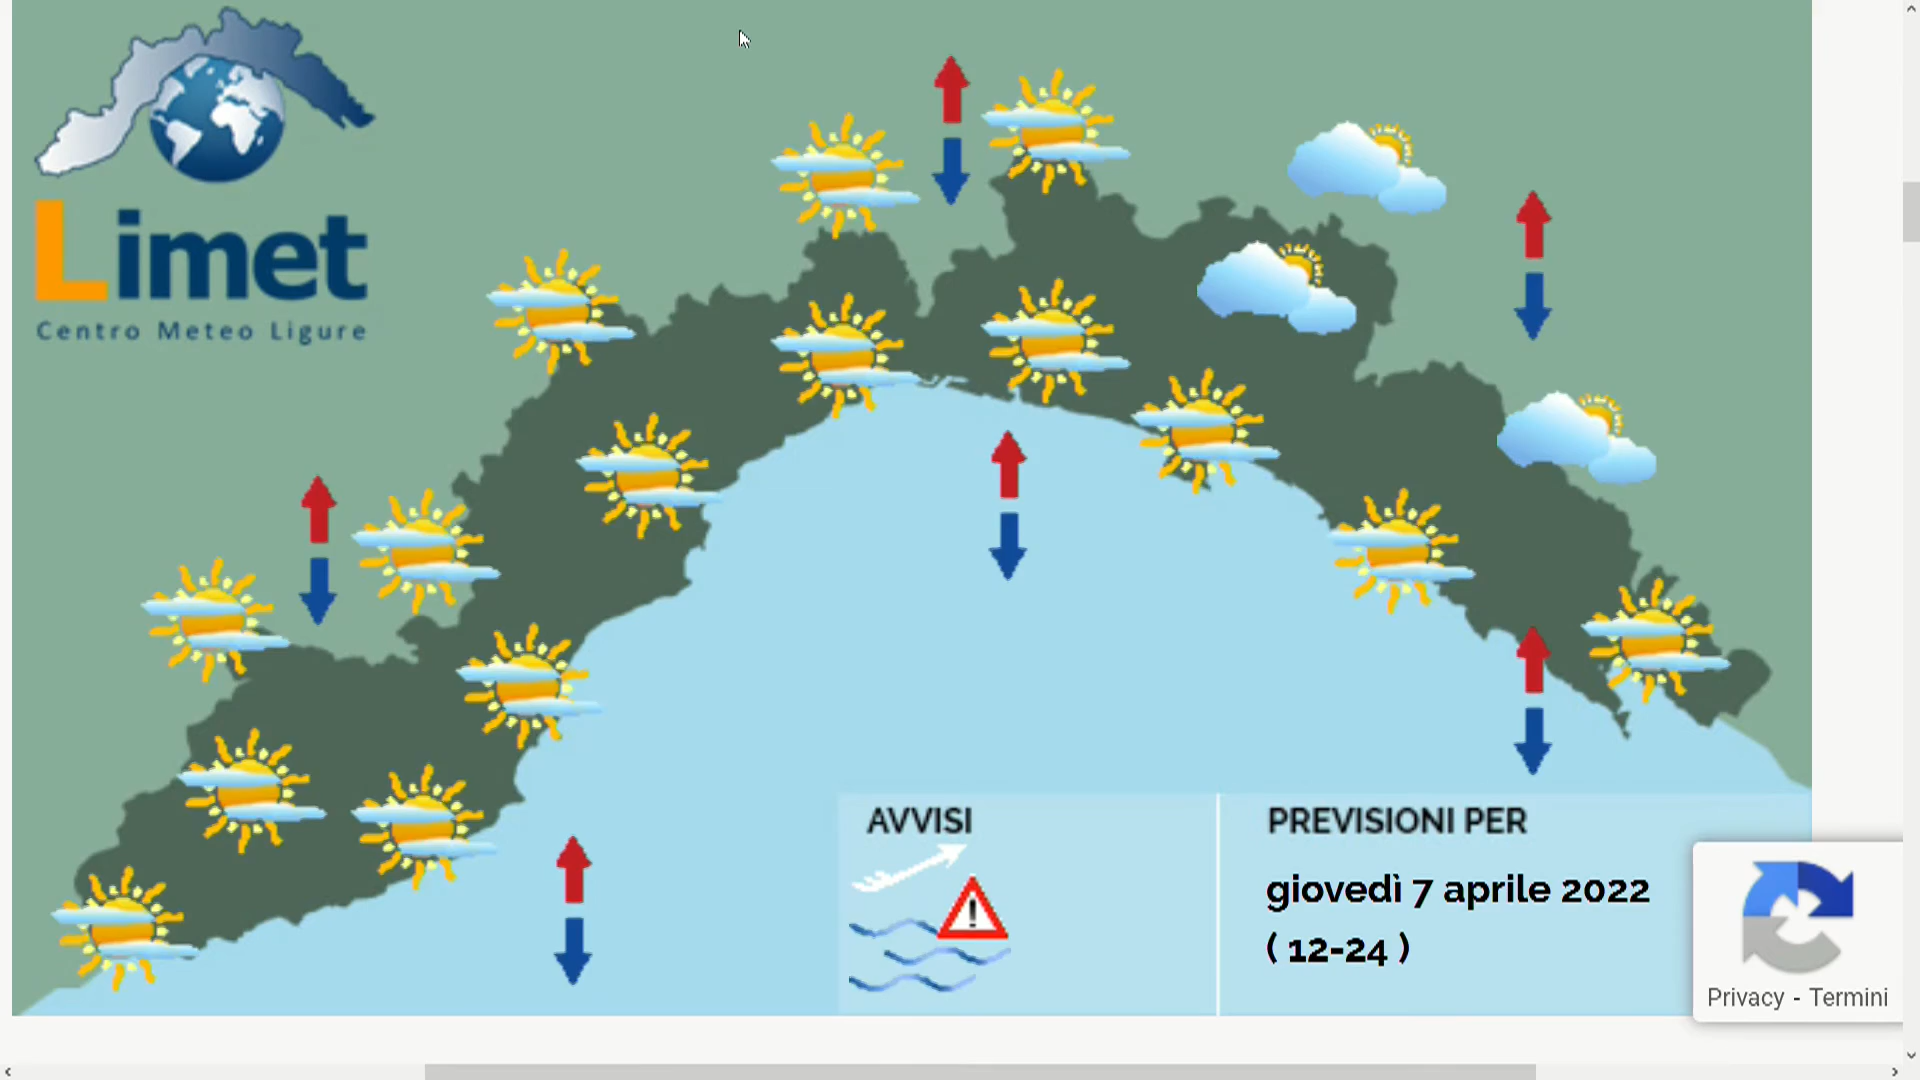 Limet
Centro Meteo Ligure
AVVISI
PREVISIONI PER
giovedì 7 aprile 2022
( 12-24 )
Privacy - Termini